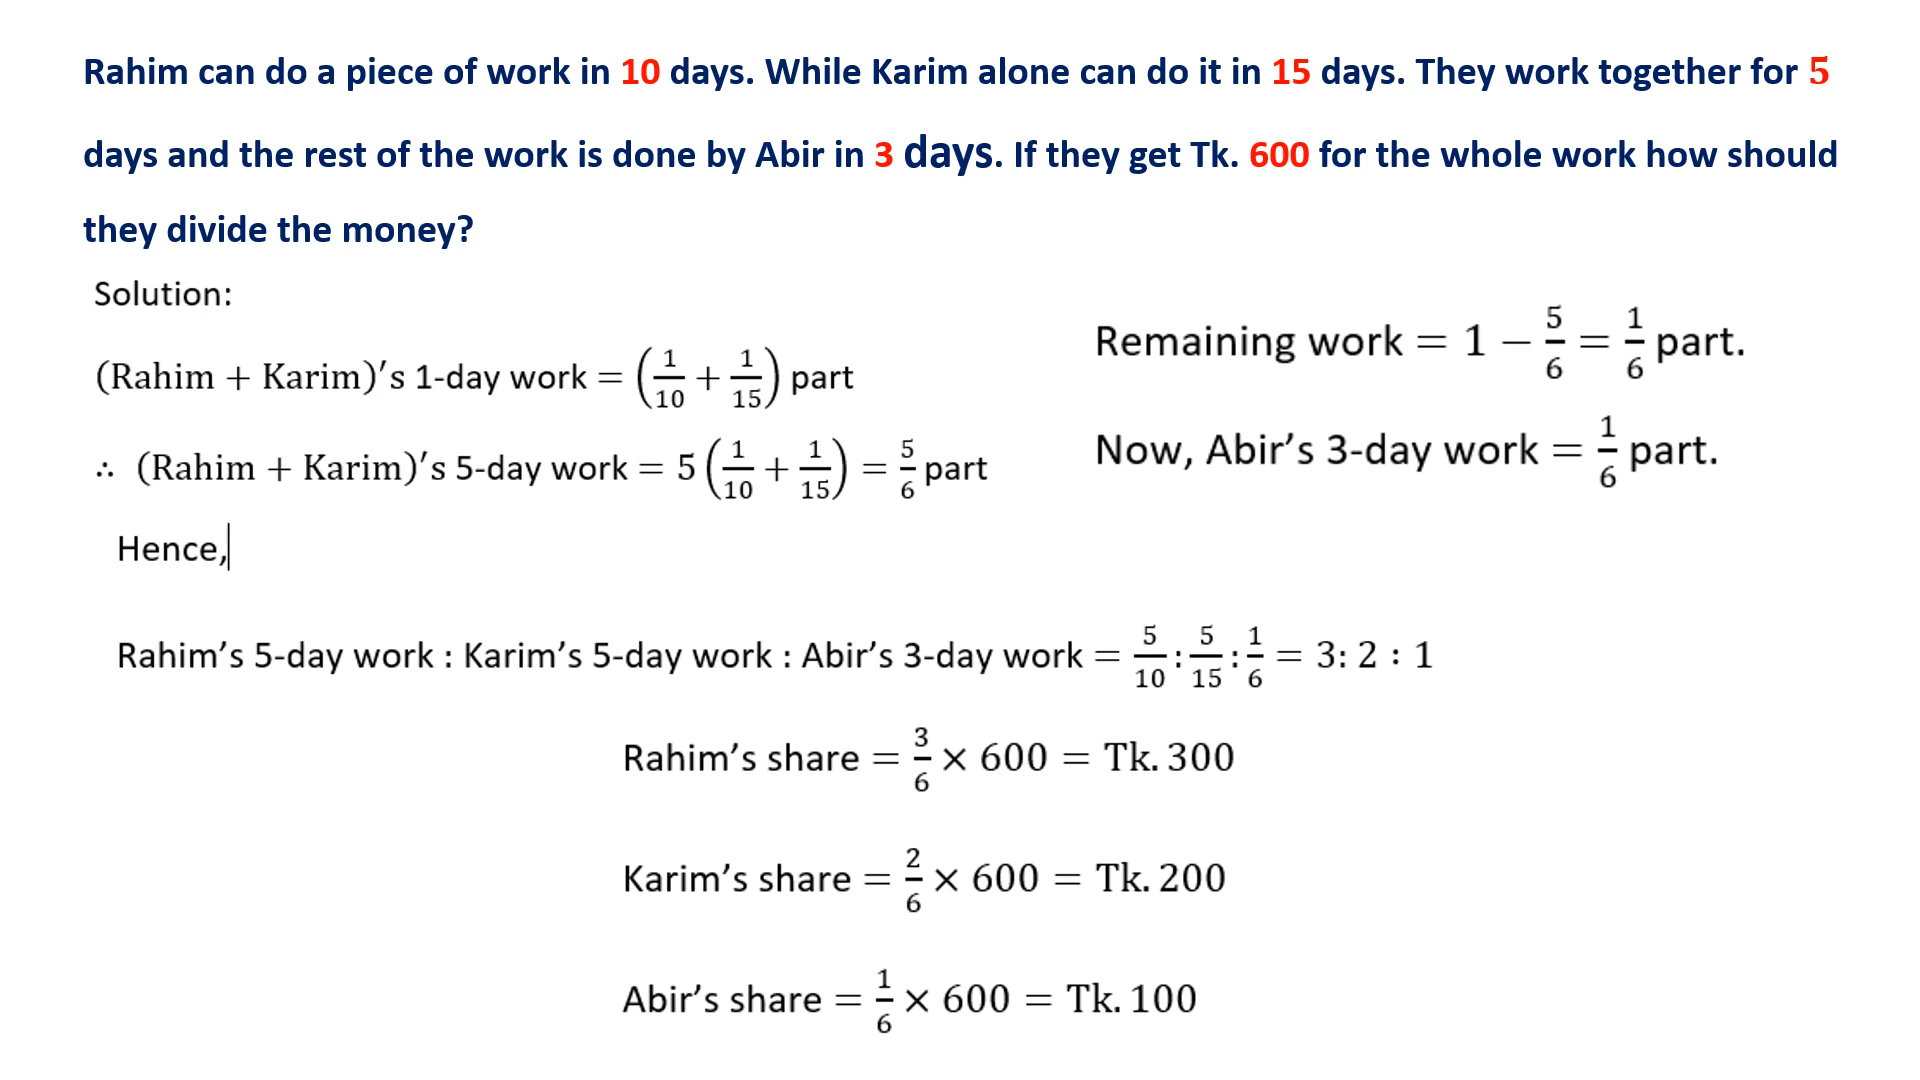 Rahim can do a piece of work in 10 days. While Karim alone can do it in 15 days. They work together for 5
days and the rest of the work is done by Abir in 3 days. If they get Tk. 600 for the whole work how should
they divide the money?
Solution:
(Rahim + Karim)′s 1-day work = (1/10 + 1/15) part
∴ (Rahim + Karim)′s 5-day work = 5 (1/10 + 1/15) = 5/6 part
Remaining work = 1 − 5/6 = 1/6 part.
Now, Abir’s 3-day work = 1/6 part.
Hence,
Rahim’s 5-day work : Karim’s 5-day work : Abir’s 3-day work = 5/10 : 5/15 : 1/6 = 3: 2 : 1
Rahim’s share = 3/6 × 600 = Tk. 300
Karim’s share = 2/6 × 600 = Tk. 200
Abir’s share = 1/6 × 600 = Tk. 100